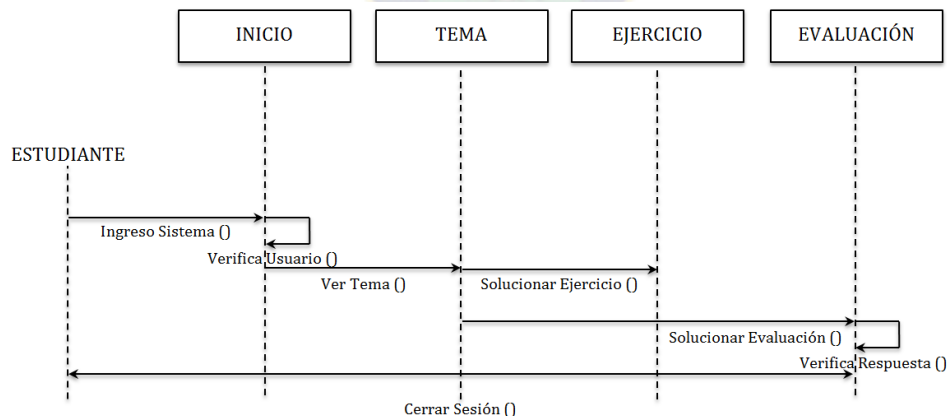 INICIO
TEMA
EJERCICIO
EVALUACIÓN
ESTUDIANTE
Ingreso Sistema ()
Verifica Usuario ()
Ver Tema ()
Solucionar Ejercicio ()
Solucionar Evaluación ()
Verifica Respuesta ()
Cerrar Sesión ()